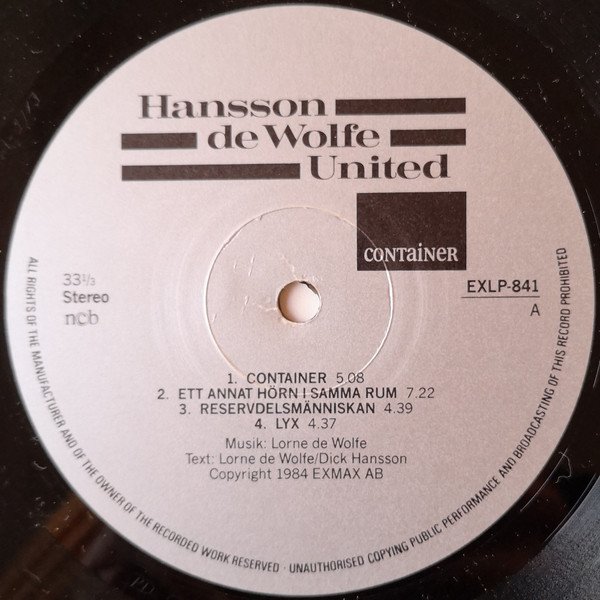 Hansson
de Wolfe
United
CONTAiNER
33 1/3
Stereo
ncb
EXLP-841
A
1. CONTAINER 5.08
2. ETT ANNAT HÖRN I SAMMA RUM 7.22
3. RESERVDELSMÄNNISKAN 4.39
4. LYX 4.37
Musik: Lorne de Wolfe
Text: Lorne de Wolfe/Dick Hansson
Copyright 1984 EXMAX AB
ALL RIGHTS OF THE MANUFACTURER AND OF THE OWNER OF THE RECORDED WORK RESERVED - UNAUTHORISED COPYING PUBLIC PERFORMANCE AND BROADCASTING OF THIS RECORD PROHIBITED